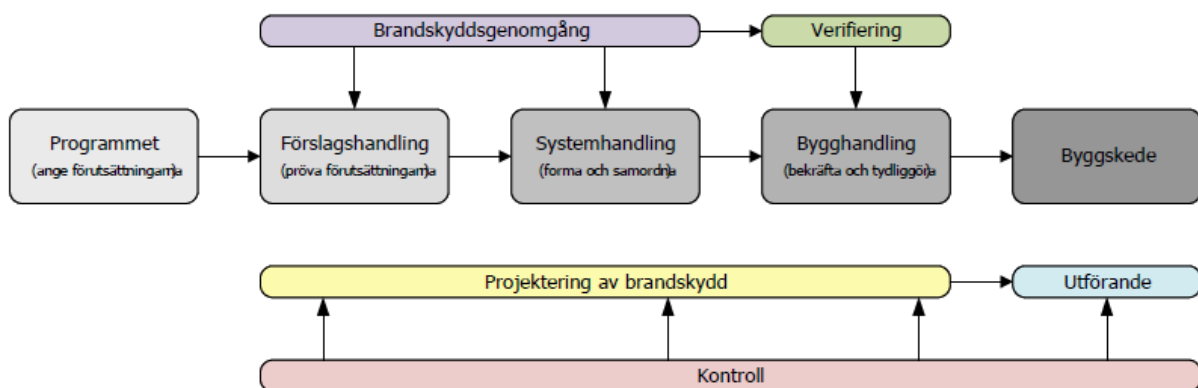 Brandskyddsgenomgång
Verifiering
Programmet
(ange förutsättningarn)a
Förslagshandling
(pröva förutsättningarn)a
Systemhandling
(forma och samordn)a
Bygghandling
(bekräfta och tydliggör)a
Byggskede
Projektering av brandskydd
Utförande
Kontroll